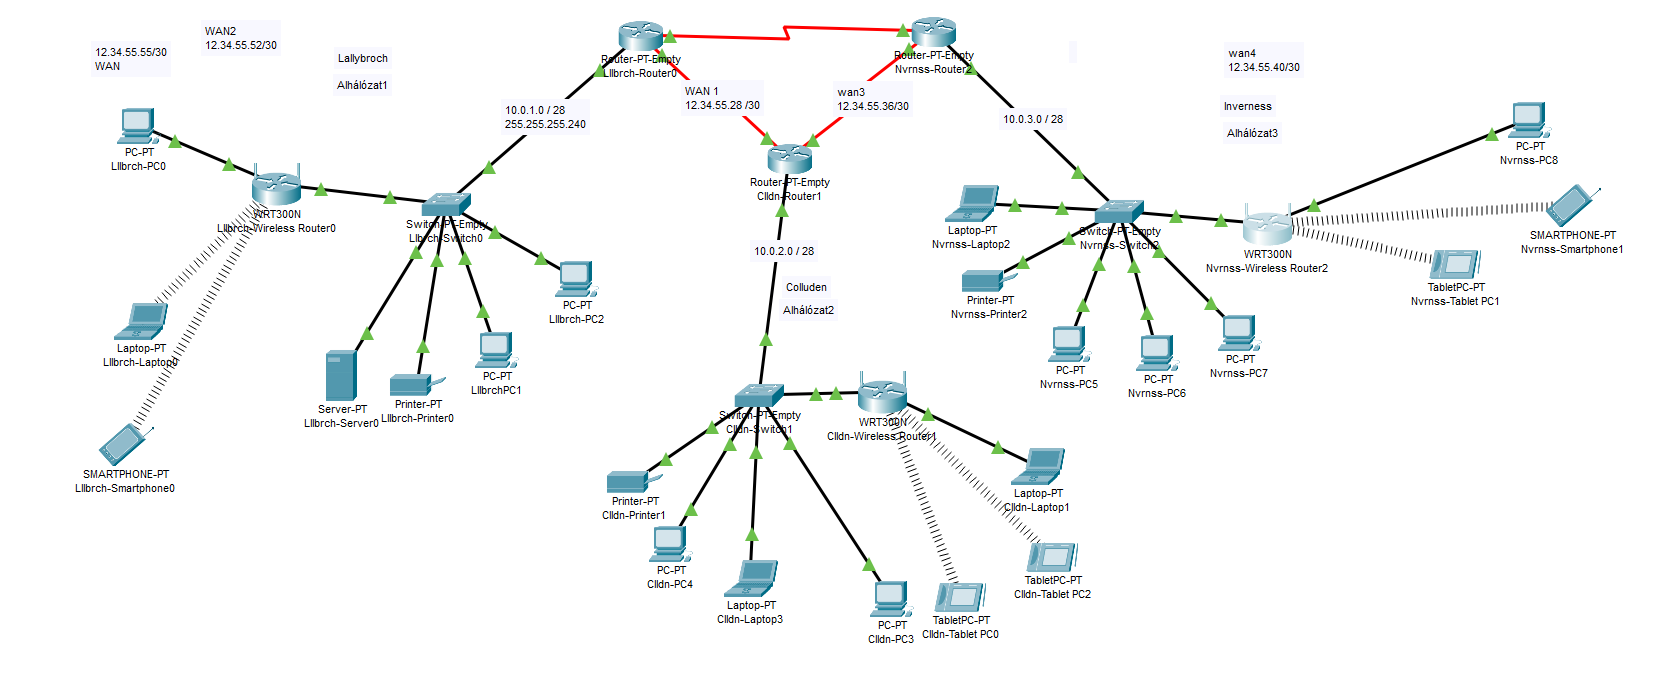 WAN2
12.34.55.52/30
12.34.55.55/30
WAN
Lallybroch
Alhálózat1
Router-PT-Empty
Lllbrch-Router0
Router-PT-Empty
Nvrnss-Router2
wan4
12.34.55.40/30
Inverness
Alhálózat3
10.0.1.0 / 28
255.255.255.240
WAN 1
12.34.55.28 /30
wan3
12.34.55.36/30
10.0.3.0 / 28
PC-PT
Lllbrch-PC0
Router-PT-Empty
Clldn-Router1
PC-PT
Nvrnss-PC8
WRT300N
Lllbrch-Wireless Router0
Switch-PT-Empty
Lllbrch-Switch0
Laptop-PT
Nvrnss-Laptop2
Switch-PT-Empty
Nvrnss-Switch2
WRT300N
Nvrnss-Wireless Router2
SMARTPHONE-PT
Nvrnss-Smartphone1
10.0.2.0 / 28
Colluden
Alhálózat2
TabletPC-PT
Nvrnss-Tablet PC1
Printer-PT
Nvrnss-Printer2
PC-PT
Lllbrch-PC2
Laptop-PT
Lllbrch-Laptop0
PC-PT
LllbrchPC1
PC-PT
Nvrnss-PC5
PC-PT
Nvrnss-PC6
PC-PT
Nvrnss-PC7
Server-PT
Lllbrch-Server0
Printer-PT
Lllbrch-Printer0
Switch-PT-Empty
Clldn-Switch1
WRT300N
Clldn-Wireless Router1
SMARTPHONE-PT
Lllbrch-Smartphone0
Printer-PT
Clldn-Printer1
Laptop-PT
Clldn-Laptop1
PC-PT
Clldn-PC4
Laptop-PT
Clldn-Laptop3
PC-PT
Clldn-PC3
TabletPC-PT
Clldn-Tablet PC0
TabletPC-PT
Clldn-Tablet PC2